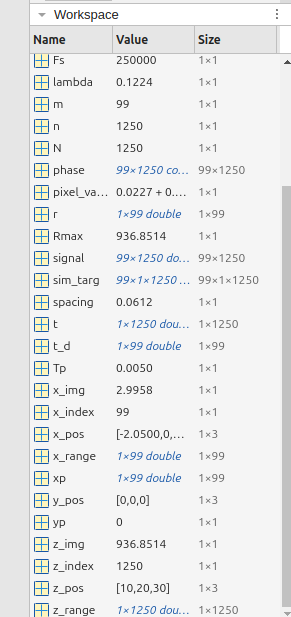 Workspace
Name Value Size
Fs 250000 1×1
lambda 0.1224 1×1
m 99 1×1
n 1250 1×1
N 1250 1×1
phase 99×1250 co... 99×1250
pixel_va... 0.0227 + 0.... 1×1
r 1×99 double 1×99
Rmax 936.8514 1×1
signal 99×1250 do... 99×1250
sim_targ 99×1×1250 ... 99×1×1250
spacing 0.0612 1×1
t 1×1250 dou... 1×1250
t_d 1×99 double 1×99
Tp 0.0050 1×1
x_img 2.9958 1×1
x_index 99 1×1
x_pos [-2.0500,0,... 1×3
x_range 1×99 double 1×99
xp 1×99 double 1×99
y_pos [0,0,0] 1×3
yp 0 1×1
z_img 936.8514 1×1
z_index 1250 1×1
z_pos [10,20,30] 1×3
z_range 1×1250 dou... 1×1250